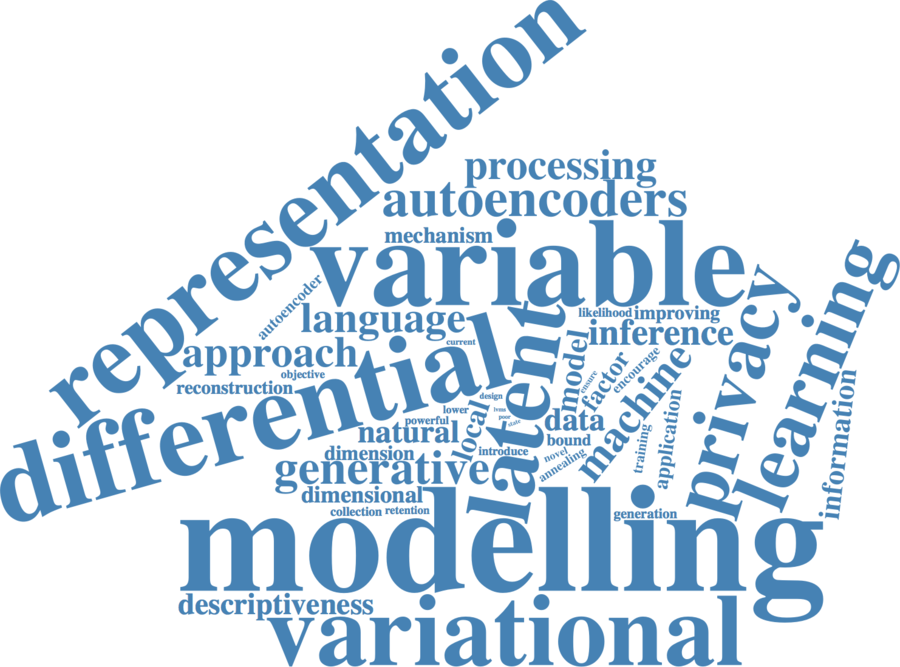 representation
processing
autoencoders
mechanism
variable
autoencoder
language
likelihood
improving
inference
privacy
learning
approach
current
objective
reconstruction
differential
latent
model
ensure
factor
encourage
machine
design
lower
powerful
local
state
data
natural
bound
introduce
novel
annealing
training
application
information
dimension
generative
dimensional
collection
retention
generation
modelling
descriptiveness
variational